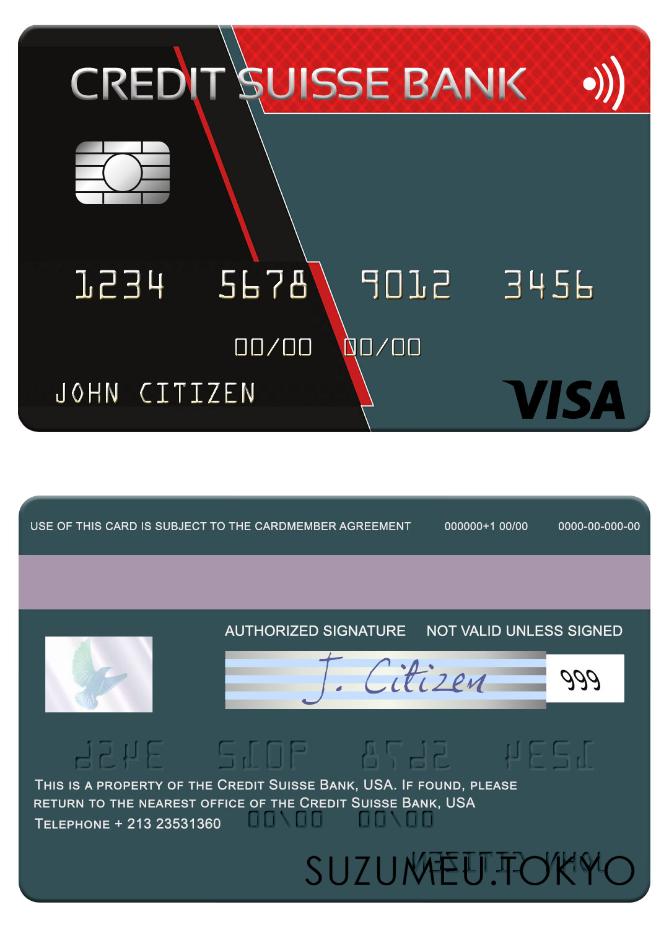 CREDIT SUISSE BANK
1234 5678 9012 3456
00/00 00/00
JOHN CITIZEN
VISA
USE OF THIS CARD IS SUBJECT TO THE CARDMEMBER AGREEMENT 000000+1 00/00 0000-00-000-00
AUTHORIZED SIGNATURE NOT VALID UNLESS SIGNED
J. Citizen 999
THIS IS A PROPERTY OF THE CREDIT SUISSE BANK, USA. IF FOUND, PLEASE
RETURN TO THE NEAREST OFFICE OF THE CREDIT SUISSE BANK, USA
TELEPHONE + 213 23531360
SUZUMEU.TOKYO